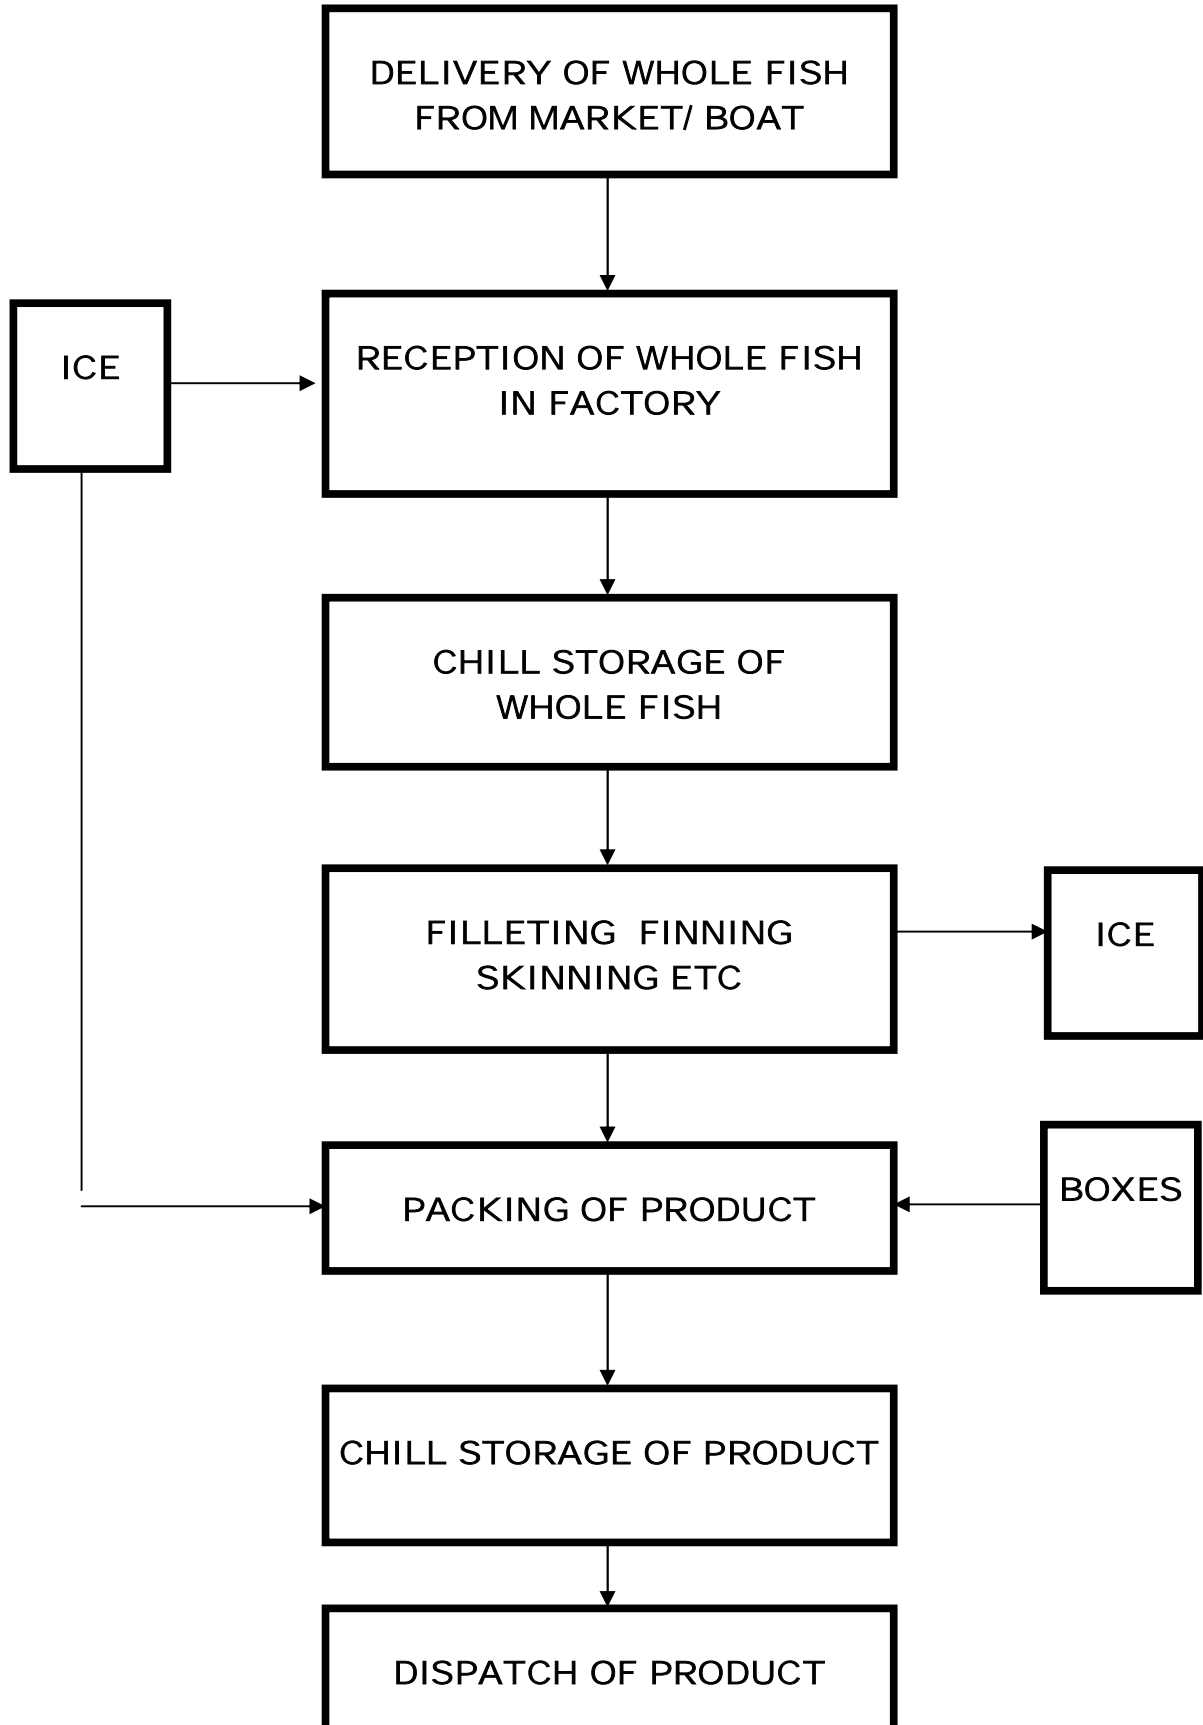 DELIVERY OF WHOLE FISH
FROM MARKET/ BOAT
ICE
RECEPTION OF WHOLE FISH
IN FACTORY
CHILL STORAGE OF
WHOLE FISH
FILLETING  FINNING
SKINNING ETC
ICE
PACKING OF PRODUCT
BOXES
CHILL STORAGE OF PRODUCT
DISPATCH OF PRODUCT